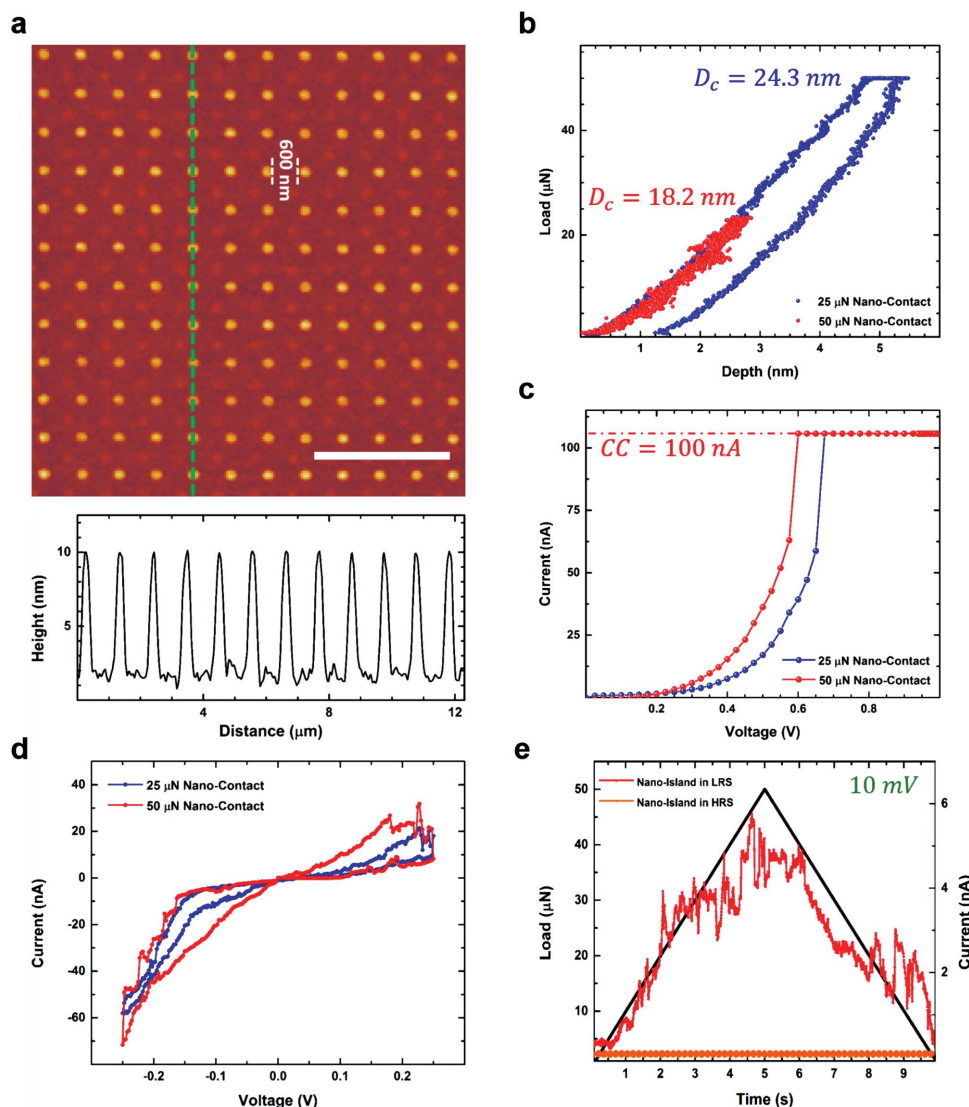 a
600 nm
Height (nm)
10
5
4
8
12
Distance (μm)
b
D_c = 24.3 nm
D_c = 18.2 nm
Load (μN)
40
20
25 μN Nano-Contact
50 μN Nano-Contact
1 2 3 4 5
Depth (nm)
c
CC = 100 nA
Current (nA)
100
75
50
25
25 μN Nano-Contact
50 μN Nano-Contact
0.2 0.4 0.6 0.8
Voltage (V)
d
25 μN Nano-Contact
50 μN Nano-Contact
Current (nA)
40
20
0
-20
-40
-60
-0.2 -0.1 0.0 0.1 0.2
Voltage (V)
e
Nano-Island in LRS
Nano-Island in HRS
10 mV
Load (μN)
50
40
30
20
10
6
4
2
Current (nA)
1 2 3 4 5 6 7 8 9
Time (s)